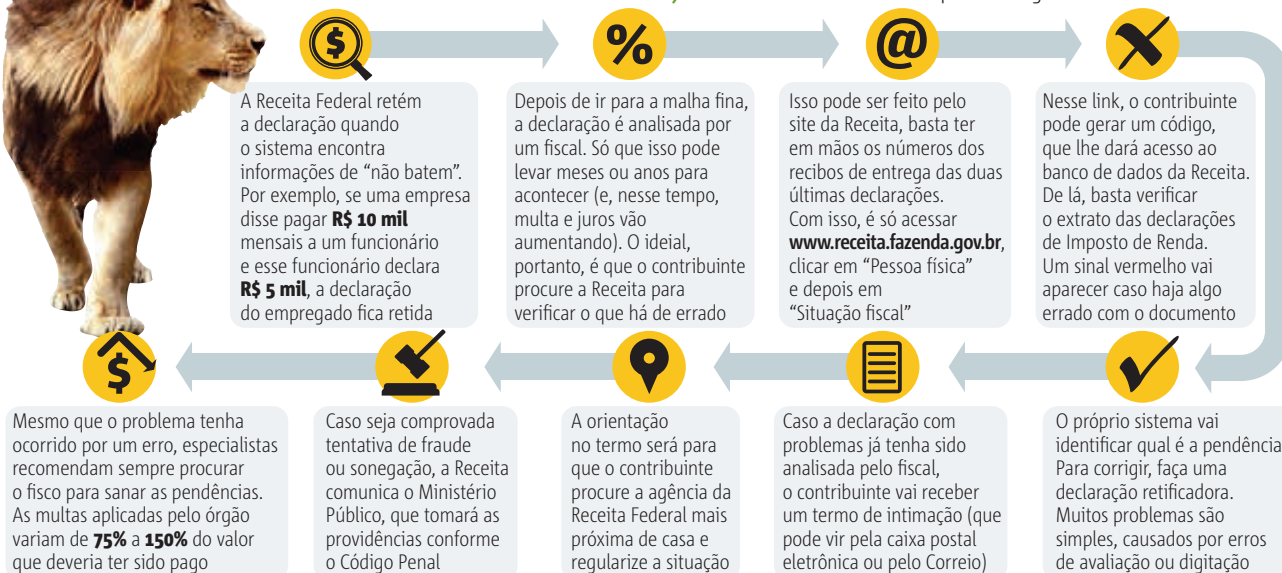 A Receita Federal retém
a declaração quando
o sistema encontra
informações de “não batem”.
Por exemplo, se uma empresa
disse pagar R$ 10 mil
mensais a um funcionário
e esse funcionário declara
R$ 5 mil, a declaração
do empregado fica retida
Depois de ir para a malha fina,
a declaração é analisada por
um fiscal. Só que isso pode
levar meses ou anos para
acontecer (e, nesse tempo,
multa e juros vão
aumentando). O ideial,
portanto, é que o contribuinte
procure a Receita para
verificar o que há de errado
Isso pode ser feito pelo
site da Receita, basta ter
em mãos os números dos
recibos de entrega das duas
últimas declarações.
Com isso, é só acessar
www.receita.fazenda.gov.br,
clicar em “Pessoa física”
e depois em
“Situação fiscal”
Nesse link, o contribuinte
pode gerar um código,
que lhe dará acesso ao
banco de dados da Receita.
De lá, basta verificar
o extrato das declarações
de Imposto de Renda.
Um sinal vermelho vai
aparecer caso haja algo
errado com o documento
O próprio sistema vai
identificar qual é a pendência
Para corrigir, faça uma
declaração retificadora.
Muitos problemas são
simples, causados por erros
de avaliação ou digitação
Caso a declaração com
problemas já tenha sido
analisada pelo fiscal,
o contribuinte vai receber
um termo de intimação (que
pode vir pela caixa postal
eletrônica ou pelo Correio)
A orientação
no termo será para
que o contribuinte
procure a agência da
Receita Federal mais
próxima de casa e
regularize a situação
Caso seja comprovada
tentativa de fraude
ou sonegação, a Receita
comunica o Ministério
Público, que tomará as
providências conforme
o Código Penal
Mesmo que o problema tenha
ocorrido por um erro, especialistas
recomendam sempre procurar
o fisco para sanar as pendências.
As multas aplicadas pelo órgão
variam de 75% a 150% do valor
que deveria ter sido pago